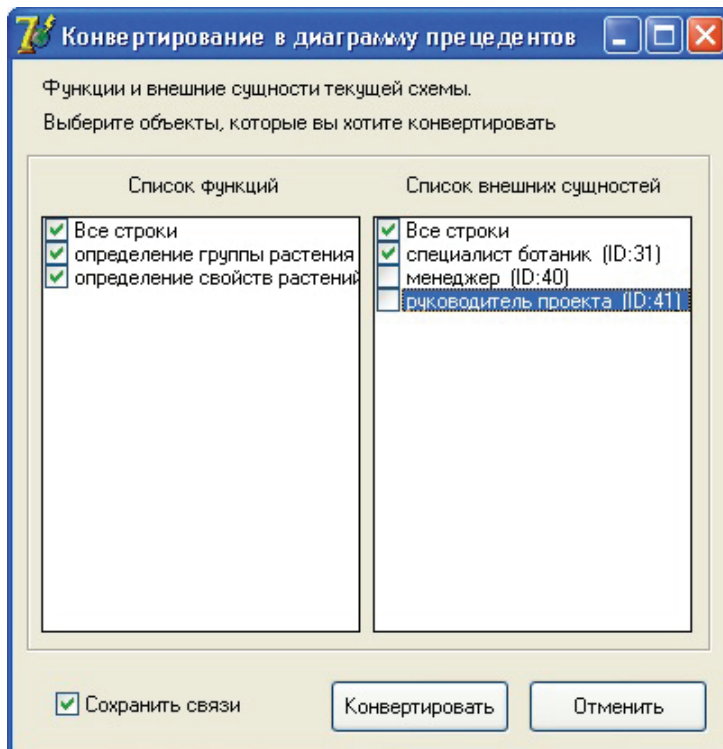 Конвертирование в диаграмму прецедентов
Функции и внешние сущности текущей схемы.
Выберите объекты, которые вы хотите конвертировать
Список функций
Список внешних сущностей
Все строки
определение группы растения
определение свойств растений
Все строки
специалист ботаник (ID:31)
менеджер (ID:40)
руководитель проекта (ID:41)
Сохранить связи
Конвертировать
Отменить